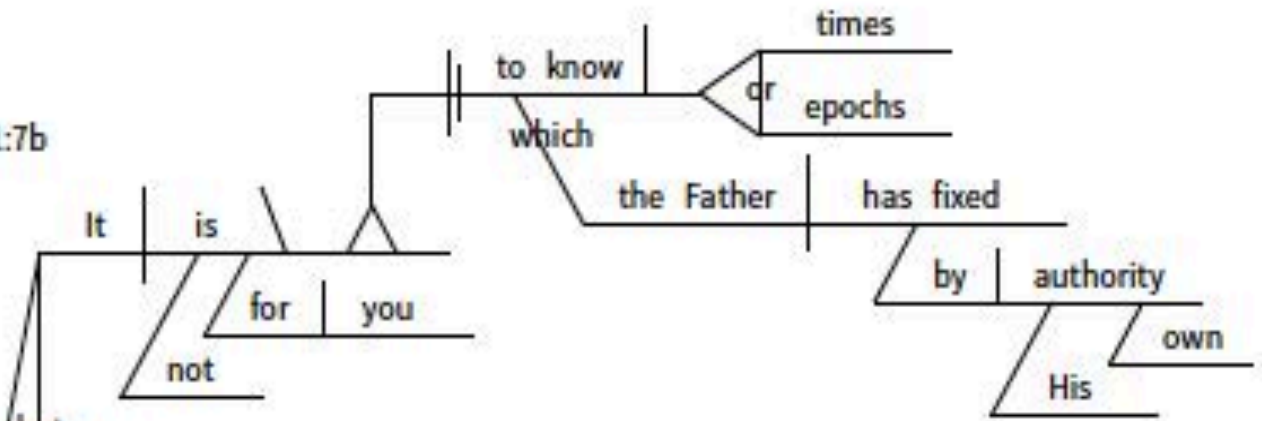 times
to know
or
epochs
:7b
which
the Father has fixed
It is
by authority
for you
own
not
His